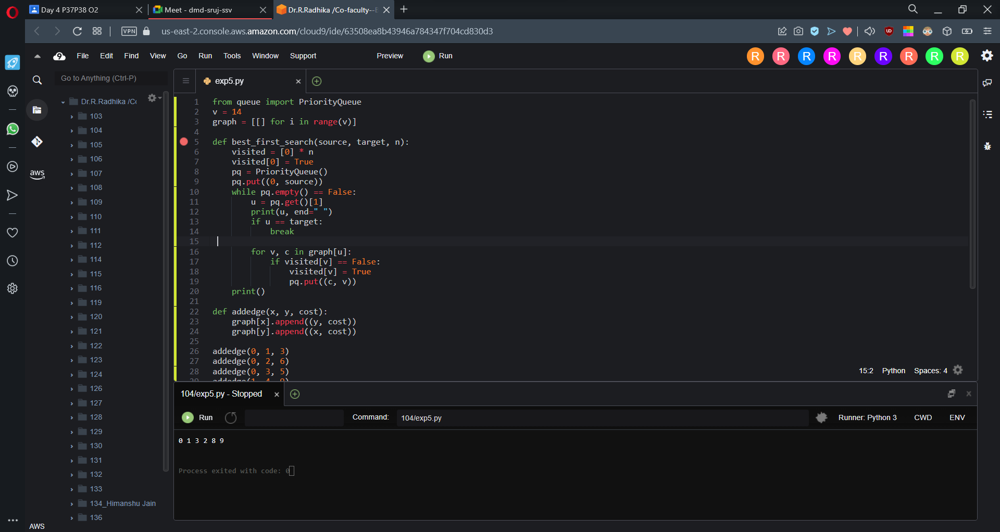 Day 4 P37P38 O2
Meet - dmd-sruj-ssv
Dr.R.Radhika /Co-faculty--E
VPN
us-east-2.console.aws.amazon.com/cloud9/ide/63508ea8b43946a784347f704cd830d3
9 File Edit Find View Go Run Tools Window Support Preview Run
R R R R R R R R R
Go to Anything (Ctrl-P)
Dr.R.Radhika /Co
103
104
105
106
107
108
109
110
111
112
114
115
116
119
120
121
122
123
124
126
127
128
129
130
131
132
133
134_Himanshu Jain
136
aws
AWS
exp5.py
1 from queue import PriorityQueue
2 v = 14
3 graph = [[] for i in range(v)]
4
5 def best_first_search(source, target, n):
6 visited = [0] * n
7 visited[0] = True
8 pq = PriorityQueue()
9 pq.put((0, source))
10 while pq.empty() == False:
11 u = pq.get()[1]
12 print(u, end=" ")
13 if u == target:
14 break
15
16 for v, c in graph[u]:
17 if visited[v] == False:
18 visited[v] = True
19 pq.put((c, v))
20 print()
21
22 def addedge(x, y, cost):
23 graph[x].append((y, cost))
24 graph[y].append((x, cost))
25
26 addedge(0, 1, 3)
27 addedge(0, 2, 6)
28 addedge(0, 3, 5)
15:2 Python Spaces: 4
104/exp5.py - Stopped
Run Command: 104/exp5.py Runner: Python 3 CWD ENV
0 1 3 2 8 9
Process exited with code: 0